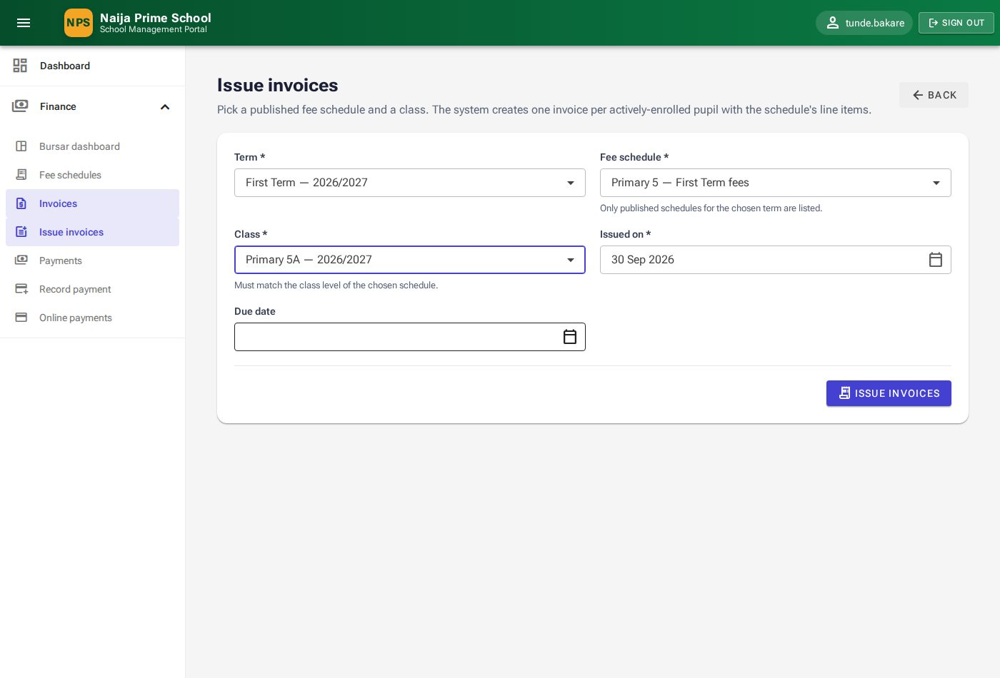 NPS
Naija Prime School
School Management Portal
tunde.bakare
SIGN OUT
Dashboard
Finance
Bursar dashboard
Fee schedules
Invoices
Issue invoices
Payments
Record payment
Online payments
Issue invoices
Pick a published fee schedule and a class. The system creates one invoice per actively-enrolled pupil with the schedule's line items.
BACK
Term *
First Term — 2026/2027
Fee schedule *
Primary 5 — First Term fees
Only published schedules for the chosen term are listed.
Class *
Primary 5A — 2026/2027
Must match the class level of the chosen schedule.
Issued on *
30 Sep 2026
Due date
ISSUE INVOICES